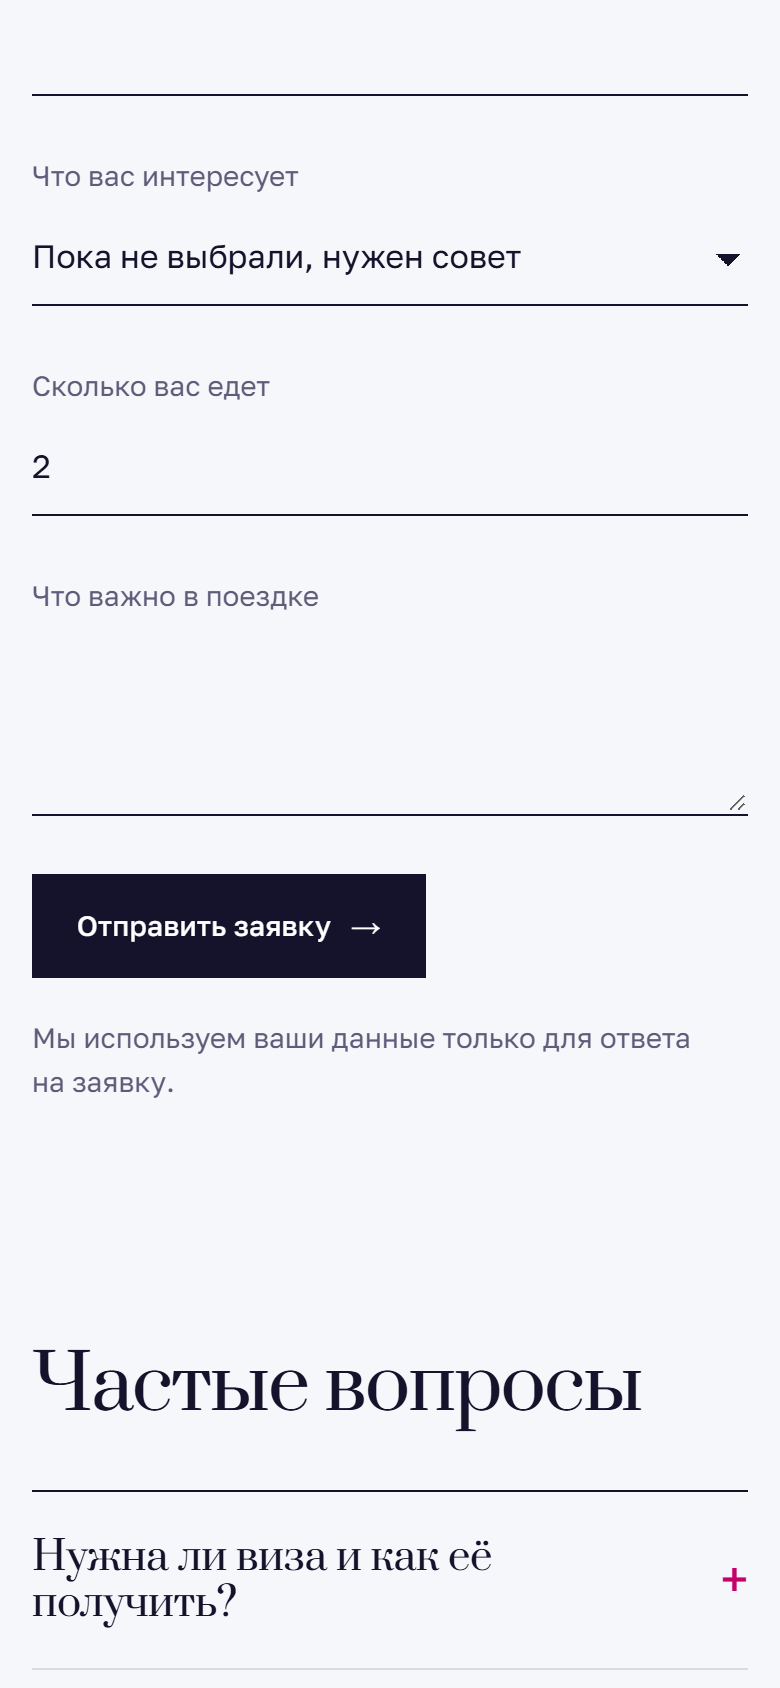 Что вас интересует
Пока не выбрали, нужен совет
Сколько вас едет
2
Что важно в поездке
Отправить заявку →
Мы используем ваши данные только для ответа
на заявку.
Частые вопросы
Нужна ли виза и как её
получить?
+